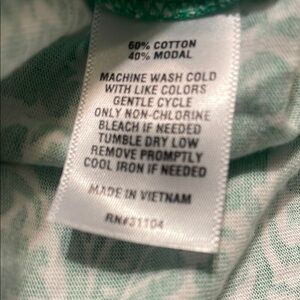 60% COTTON
40% MODAL
MACHINE WASH COLD
WITH LIKE COLORS
GENTLE CYCLE
ONLY NON-CHLORINE
BLEACH IF NEEDED
TUMBLE DRY LOW
REMOVE PROMPTLY
COOL IRON IF NEEDED
MADE IN VIETNAM
RN#31104